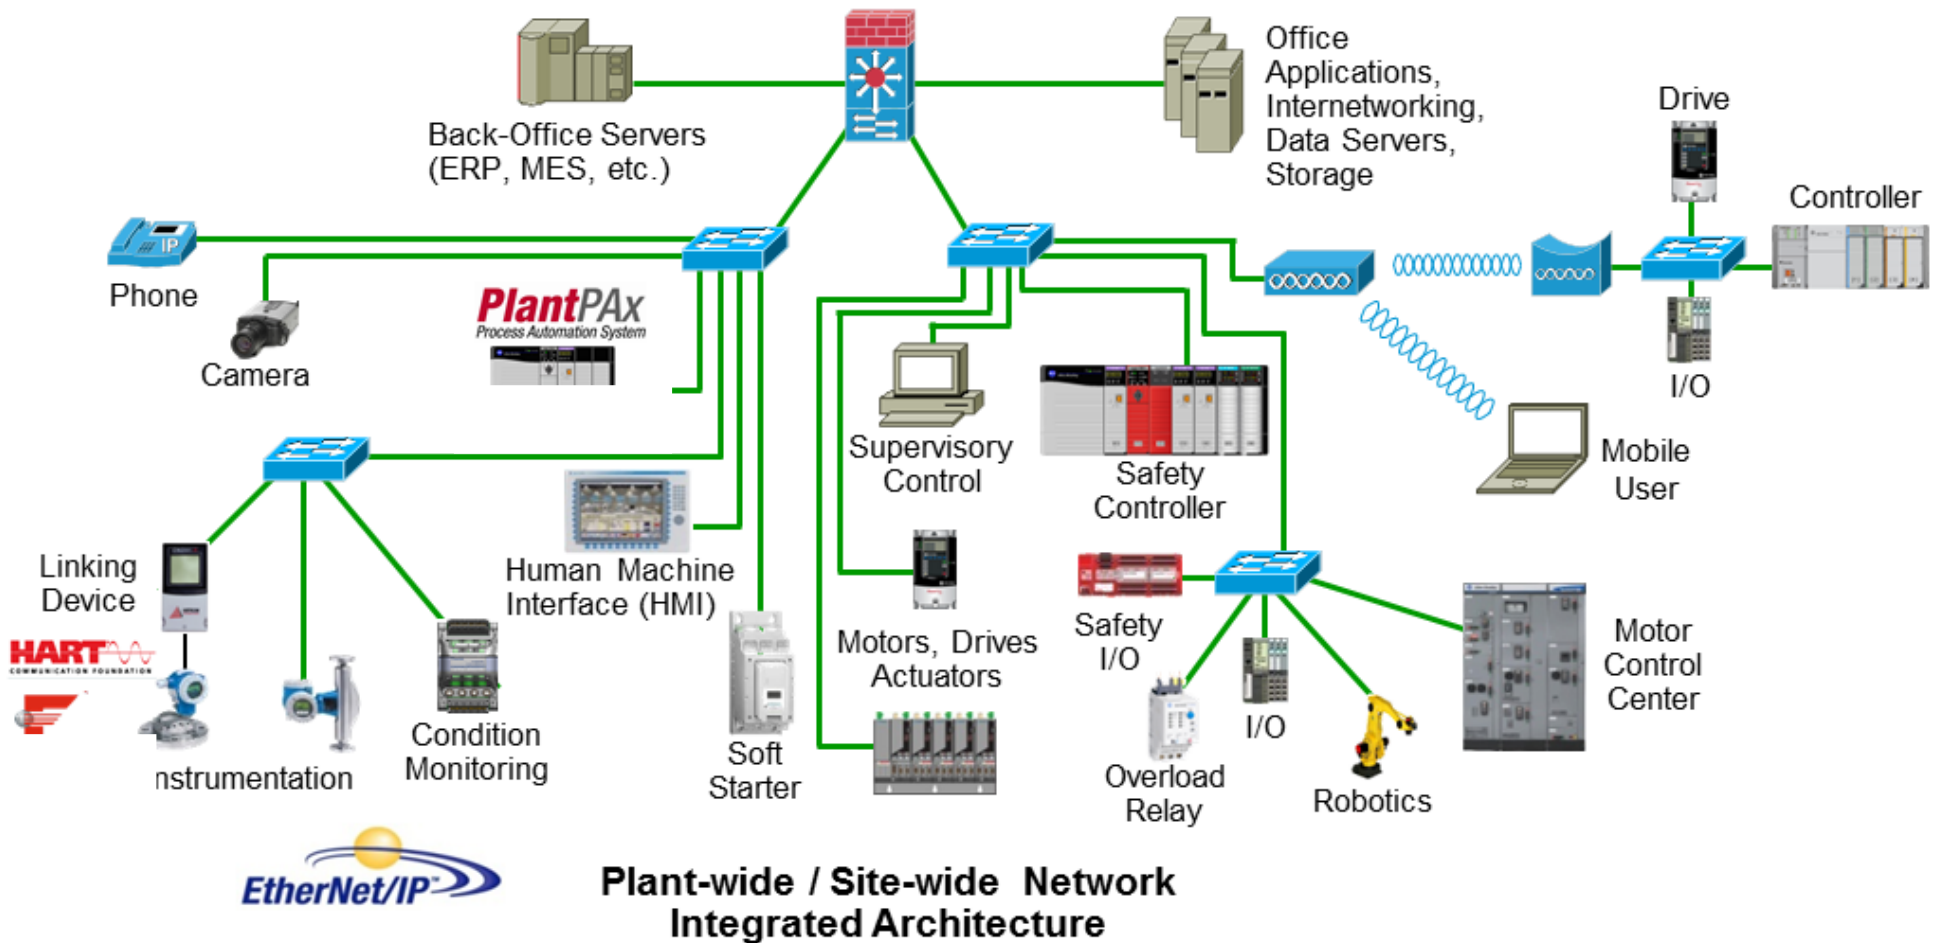 Back-Office Servers
(ERP, MES, etc.)
Office
Applications,
Internetworking,
Data Servers,
Storage
Drive
Controller
IP
Phone
Camera
PlantPAx
Process Automation System
I/O
Supervisory
Control
Safety
Controller
Mobile
User
Linking
Device
HART
COMMUNICATION FOUNDATION
Human Machine
Interface (HMI)
Motors, Drives
Actuators
Safety
I/O
I/O
Motor
Control
Center
Condition
Monitoring
nstrumentation
Soft
Starter
Overload
Relay
Robotics
EtherNet/IP™
Plant-wide / Site-wide Network
Integrated Architecture